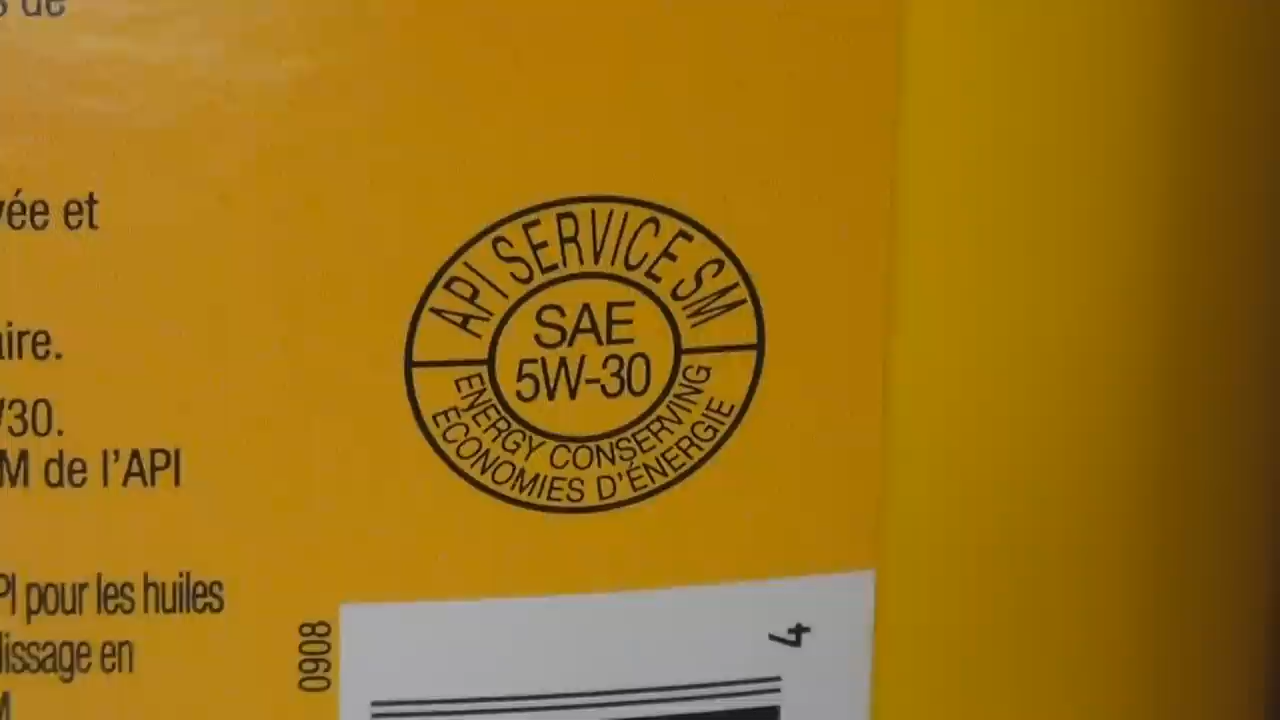 s de
vée et
aire.
/30.
M de l'API
PI pour les huiles
lissage en
M
API SERVICE SM
SAE
5W-30
ENERGY CONSERVING
ÉCONOMIES D'ÉNERGIE
0908
4